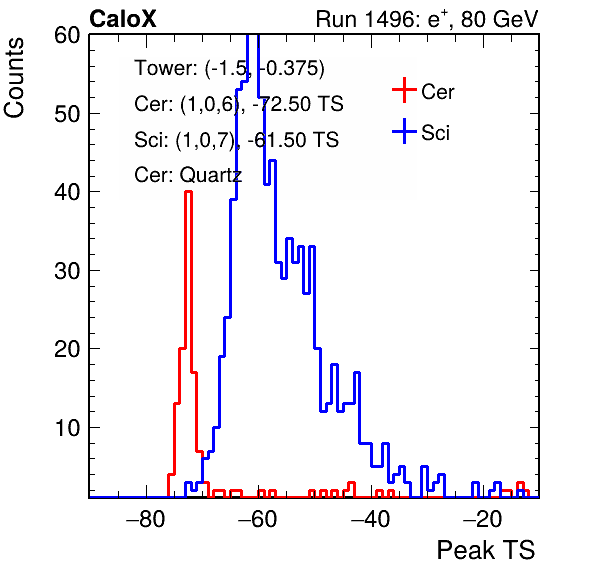 CaloX Run 1496: e⁺, 80 GeV
Counts
60
50
40
30
20
10
Tower: (-1.5, -0.375)
Cer: (1,0,6), -72.50 TS
Sci: (1,0,7), -61.50 TS
Cer: Quartz
Cer
Sci
−80 −60 −40 −20
Peak TS